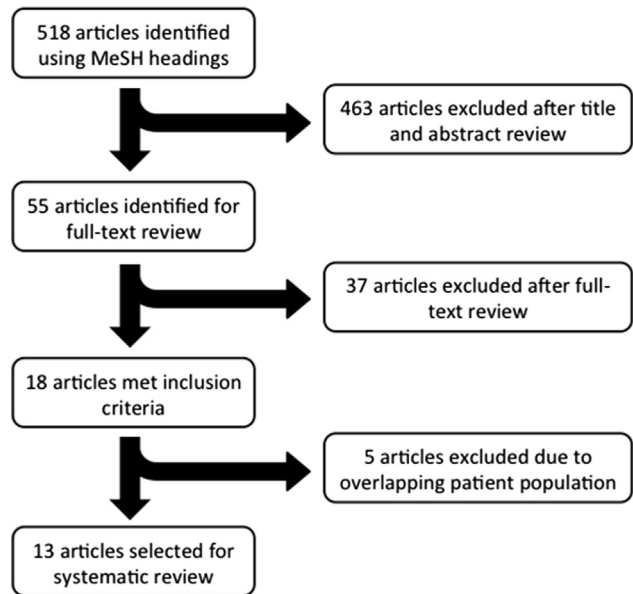 518 articles identified
using MeSH headings
463 articles excluded after title
and abstract review
55 articles identified for
full-text review
37 articles excluded after full-
text review
18 articles met inclusion
criteria
5 articles excluded due to
overlapping patient population
13 articles selected for
systematic review